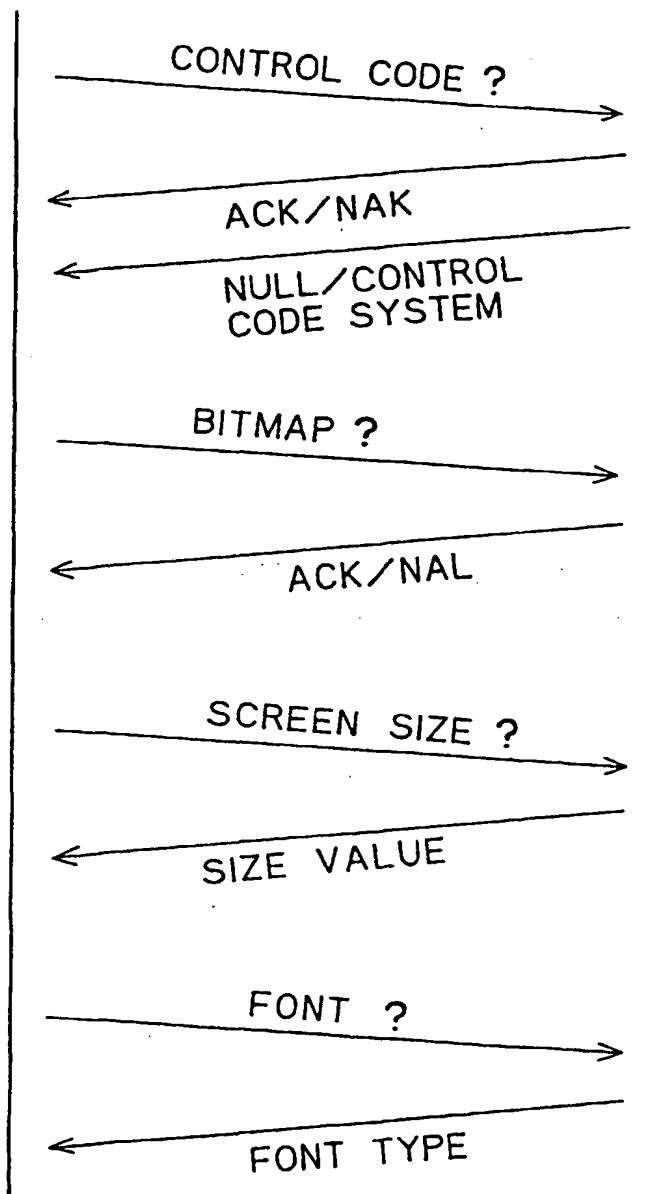 CONTROL CODE ?
ACK/NAK
NULL/CONTROL
CODE SYSTEM
BITMAP ?
ACK/NAL
SCREEN SIZE ?
SIZE VALUE
FONT ?
FONT TYPE